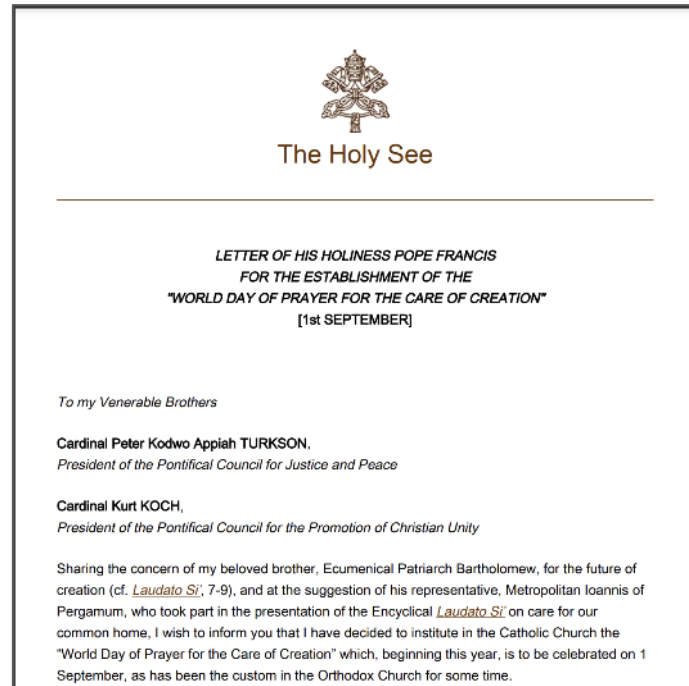 The Holy See
LETTER OF HIS HOLINESS POPE FRANCIS
FOR THE ESTABLISHMENT OF THE
"WORLD DAY OF PRAYER FOR THE CARE OF CREATION"
[1st SEPTEMBER]
To my Venerable Brothers
Cardinal Peter Kodwo Appiah TURKSON,
President of the Pontifical Council for Justice and Peace
Cardinal Kurt KOCH,
President of the Pontifical Council for the Promotion of Christian Unity
Sharing the concern of my beloved brother, Ecumenical Patriarch Bartholomew, for the future of
creation (cf. Laudato Si', 7-9), and at the suggestion of his representative, Metropolitan Ioannis of
Pergamum, who took part in the presentation of the Encyclical Laudato Si' on care for our
common home, I wish to inform you that I have decided to institute in the Catholic Church the
"World Day of Prayer for the Care of Creation" which, beginning this year, is to be celebrated on 1
September, as has been the custom in the Orthodox Church for some time.